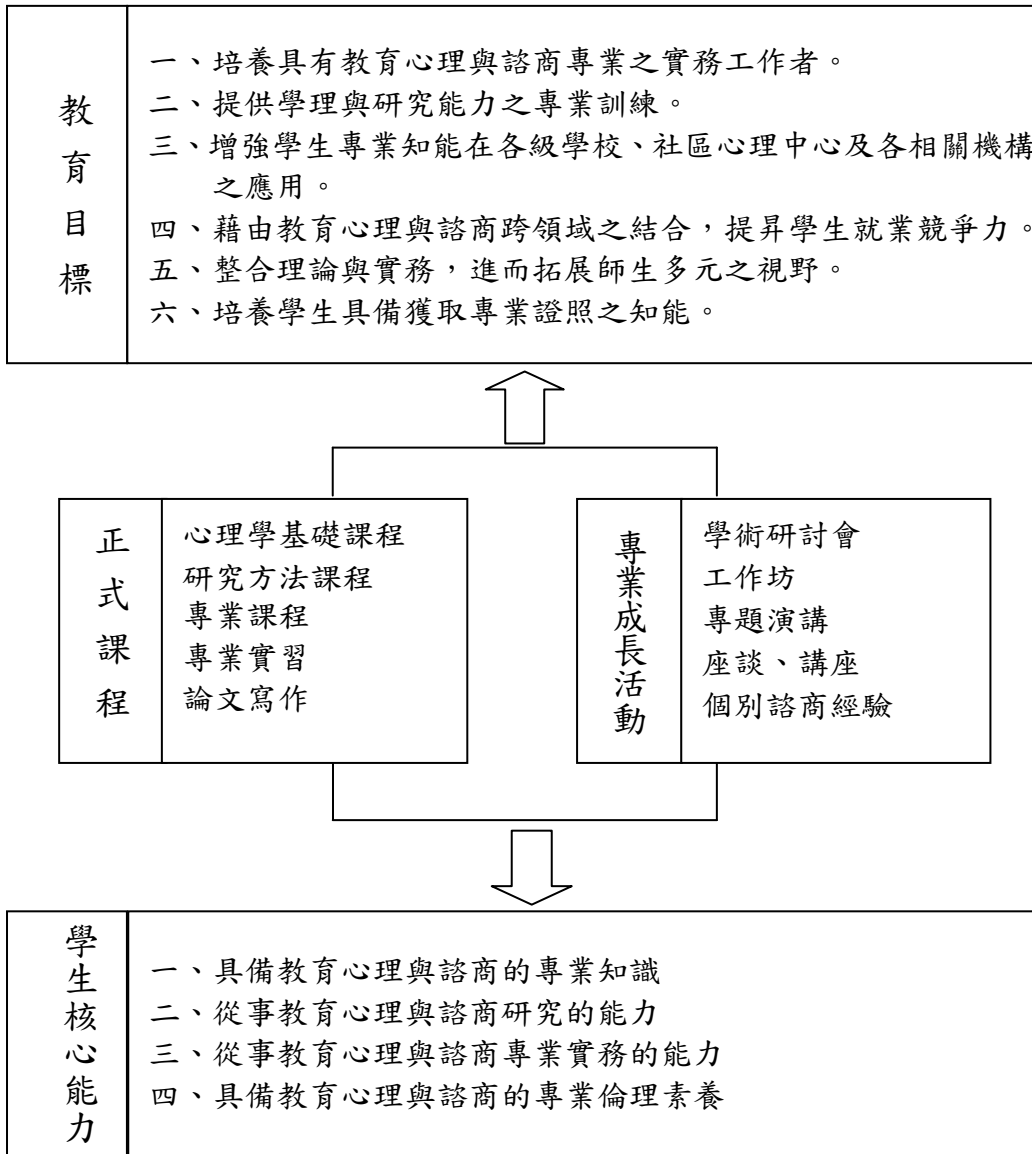 教育目標
一、培養具有教育心理與諮商專業之實務工作者。
二、提供學理與研究能力之專業訓練。
三、增強學生專業知能在各級學校、社區心理中心及各相關機構
之應用。
四、藉由教育心理與諮商跨領域之結合，提昇學生就業競爭力。
五、整合理論與實務，進而拓展師生多元之視野。
六、培養學生具備獲取專業證照之知能。
正式課程
心理學基礎課程
研究方法課程
專業課程
專業實習
論文寫作
專業成長活動
學術研討會
工作坊
專題演講
座談、講座
個別諮商經驗
學生核心能力
一、具備教育心理與諮商的專業知識
二、從事教育心理與諮商研究的能力
三、從事教育心理與諮商專業實務的能力
四、具備教育心理與諮商的專業倫理素養